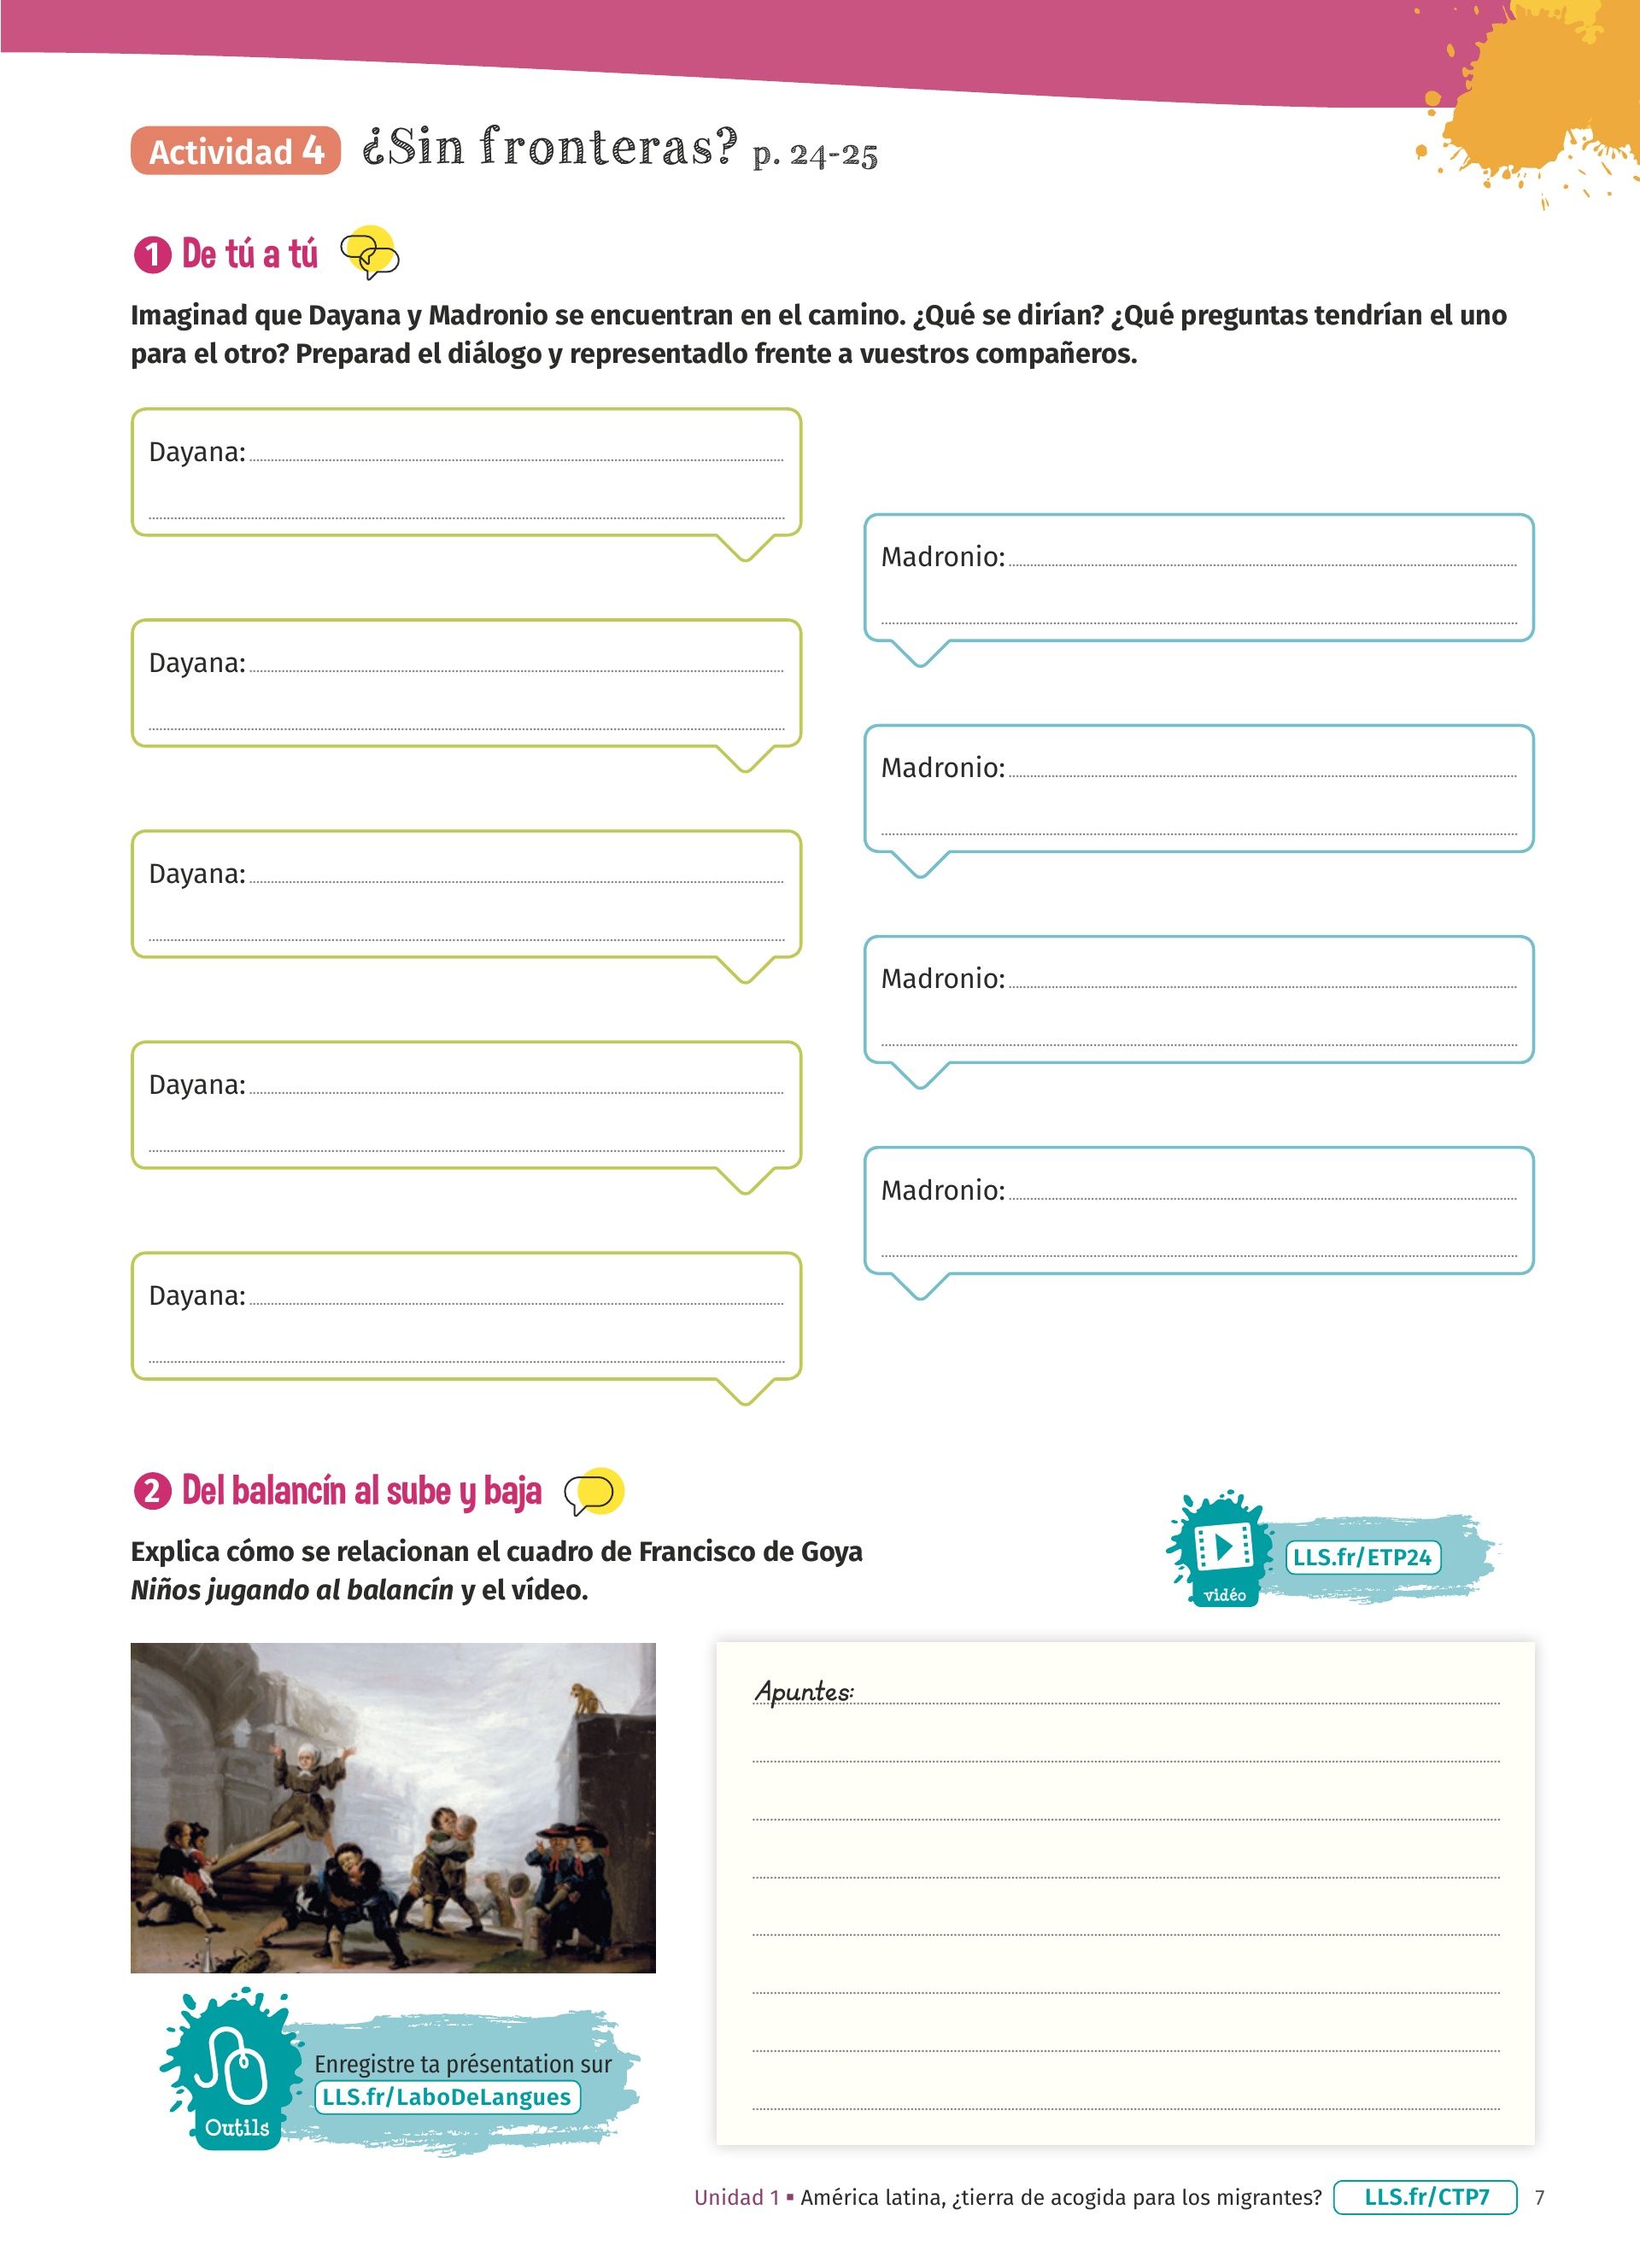 Actividad 4 ¿Sin fronteras? p. 24-25
1 De tú a tú
Imaginad que Dayana y Madronio se encuentran en el camino. ¿Qué se dirían? ¿Qué preguntas tendrían el uno
para el otro? Preparad el diálogo y representadlo frente a vuestros compañeros.
Dayana:
Madronio:
Dayana:
Madronio:
Dayana:
Madronio:
Dayana:
Madronio:
Dayana:
2 Del balancín al sube y baja
Explica cómo se relacionan el cuadro de Francisco de Goya
Niños jugando al balancín y el vídeo.
vidéo
LLS.fr/ETP24
Apuntes:
Outils
Enregistre ta présentation sur
LLS.fr/LaboDeLangues
Unidad 1 ▪ América latina, ¿tierra de acogida para los migrantes? LLS.fr/CTP7 7